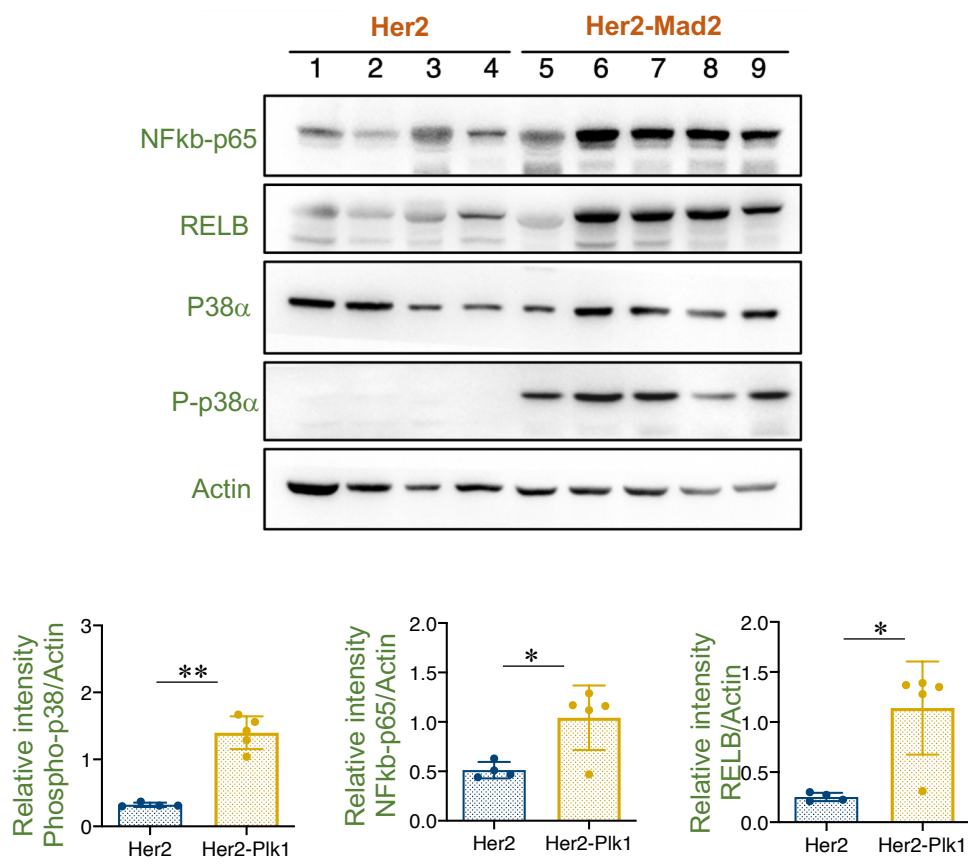 Her2 Her2-Mad2
1 2 3 4 5 6 7 8 9
NFkb-p65
RELB
P38α
P-p38α
Actin
Relative intensity
Phospho-p38/Actin
3
2
1
0
**
Her2 Her2-Plk1
Relative intensity
NFkb-p65/Actin
2.0
1.5
1.0
0.5
0.0
*
Her2 Her2-Plk1
Relative intensity
RELB/Actin
2.0
1.5
1.0
0.5
0.0
*
Her2 Her2-Plk1